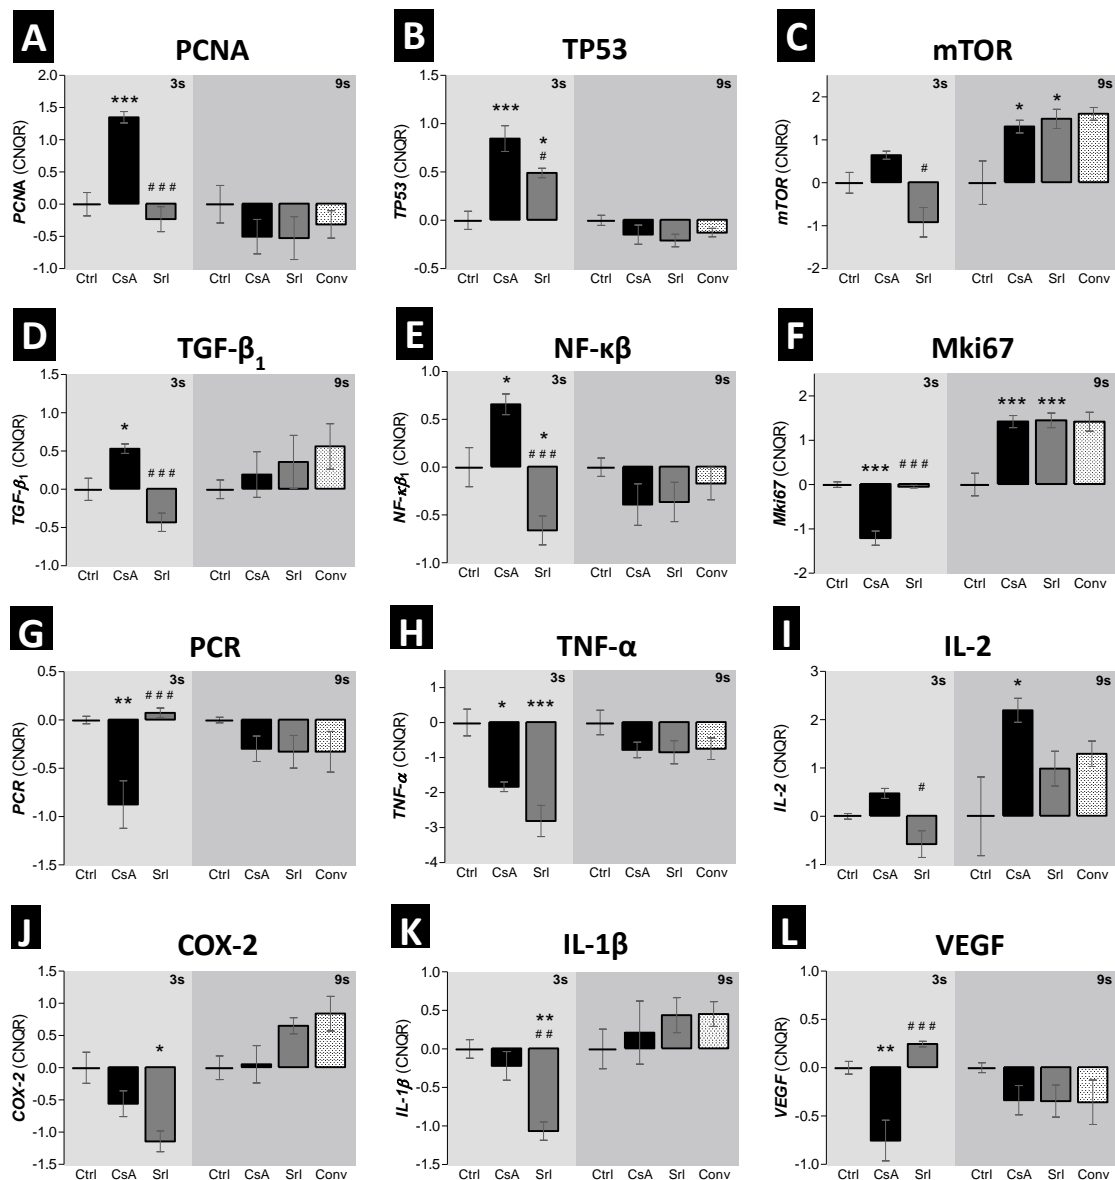 A
PCNA
3s
9s
PCNA (CNQR)
2.0
1.5
1.0
0.5
0.0
-0.5
-1.0
***
# # #
Ctrl CsA Srl Ctrl CsA Srl Conv
B
TP53
3s
9s
TP53 (CNQR)
1.5
1.0
0.5
0.0
-0.5
***
*
#
Ctrl CsA Srl Ctrl CsA Srl Conv
C
mTOR
3s
9s
mTOR (CNRQ)
2
1
0
-1
-2
#
* *
Ctrl CsA Srl Ctrl CsA Srl Conv
D
TGF-β1
3s
9s
TGF-β1 (CNQR)
1.5
1.0
0.5
0.0
-0.5
-1.0
*
# # #
Ctrl CsA Srl Ctrl CsA Srl Conv
E
NF-κβ
3s
9s
NF-κβ1 (CNQR)
1.0
0.5
0.0
-0.5
-1.0
*
*
# # #
Ctrl CsA Srl Ctrl CsA Srl Conv
F
Mki67
3s
9s
Mki67 (CNQR)
2
1
0
-1
-2
***
# # #
*** ***
Ctrl CsA Srl Ctrl CsA Srl Conv
G
PCR
3s
9s
PCR (CNQR)
0.5
0.0
-0.5
-1.0
-1.5
**
# # #
Ctrl CsA Srl Ctrl CsA Srl Conv
H
TNF-α
3s
9s
TNF-α (CNQR)
1
0
-1
-2
-3
-4
* ***
Ctrl CsA Srl Ctrl CsA Srl Conv
I
IL-2
3s
9s
IL-2 (CNQR)
3
2
1
0
-1
#
*
Ctrl CsA Srl Ctrl CsA Srl Conv
J
COX-2
3s
9s
COX-2 (CNQR)
1.5
1.0
0.5
0.0
-0.5
-1.0
-1.5
*
Ctrl CsA Srl Ctrl CsA Srl Conv
K
IL-1β
3s
9s
IL-1β (CNQR)
1.0
0.5
0.0
-0.5
-1.0
-1.5
**
# #
Ctrl CsA Srl Ctrl CsA Srl Conv
L
VEGF
3s
9s
VEGF (CNQR)
1.0
0.5
0.0
-0.5
-1.0
**
# # #
Ctrl CsA Srl Ctrl CsA Srl Conv